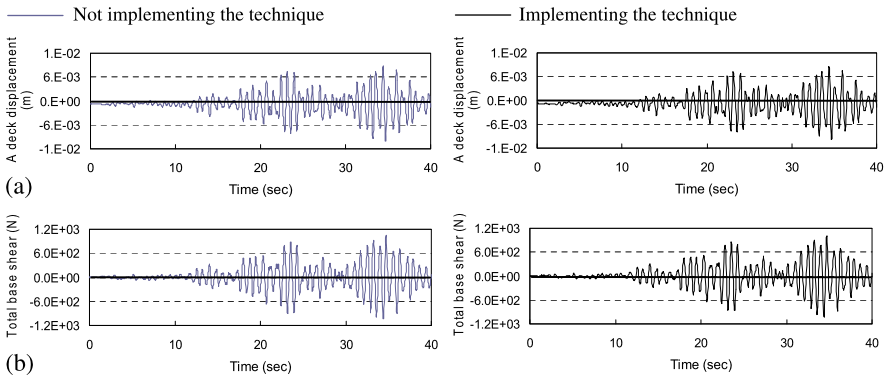 Not implementing the technique
Implementing the technique
A deck displacement
(m)
1.E-02
6.E-03
0.E+00
-6.E-03
-1.E-02
0 10 20 30 40
Time (sec)
A deck displacement
(m)
1.E-02
6.E-03
0.E+00
-6.E-03
-1.E-02
0 10 20 30 40
Time (sec)
(a)
Total base shear (N)
1.2E+03
6.0E+02
0.0E+00
-6.0E+02
-1.2E+03
0 10 20 30 40
Time (sec)
Total base shear (N)
1.2E+03
6.0E+02
0.0E+00
-6.0E+02
-1.2E+03
0 10 20 30 40
Time (sec)
(b)